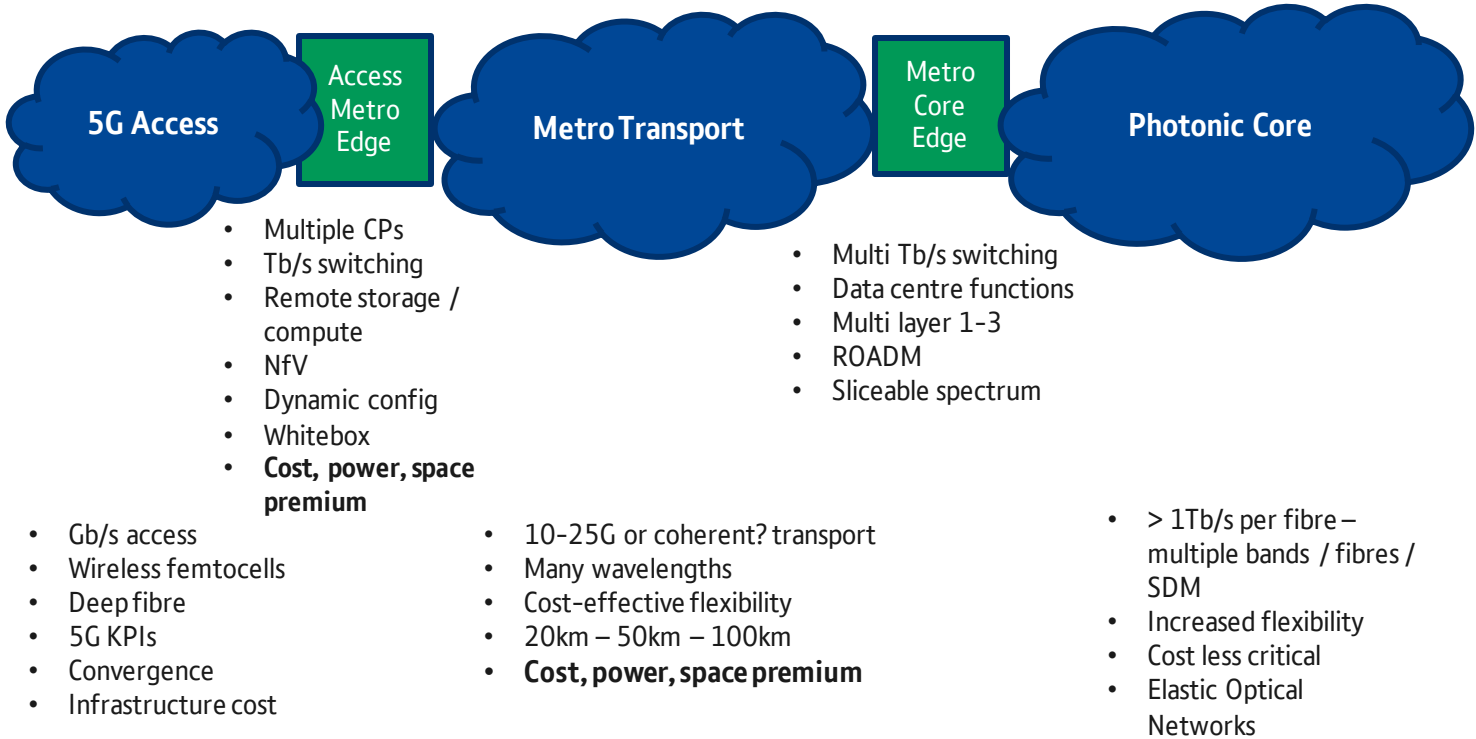 5G Access
Access
Metro
Edge
Metro Transport
Metro
Core
Edge
Photonic Core
• Multiple CPs
• Tb/s switching
• Remote storage /
compute
• NfV
• Dynamic config
• Whitebox
• Cost, power, space
premium
• Multi Tb/s switching
• Data centre functions
• Multi layer 1-3
• ROADM
• Sliceable spectrum
• Gb/s access
• Wireless femtocells
• Deep fibre
• 5G KPIs
• Convergence
• Infrastructure cost
• 10-25G or coherent? transport
• Many wavelengths
• Cost-effective flexibility
• 20km – 50km – 100km
• Cost, power, space premium
• > 1Tb/s per fibre –
multiple bands / fibres /
SDM
• Increased flexibility
• Cost less critical
• Elastic Optical
Networks